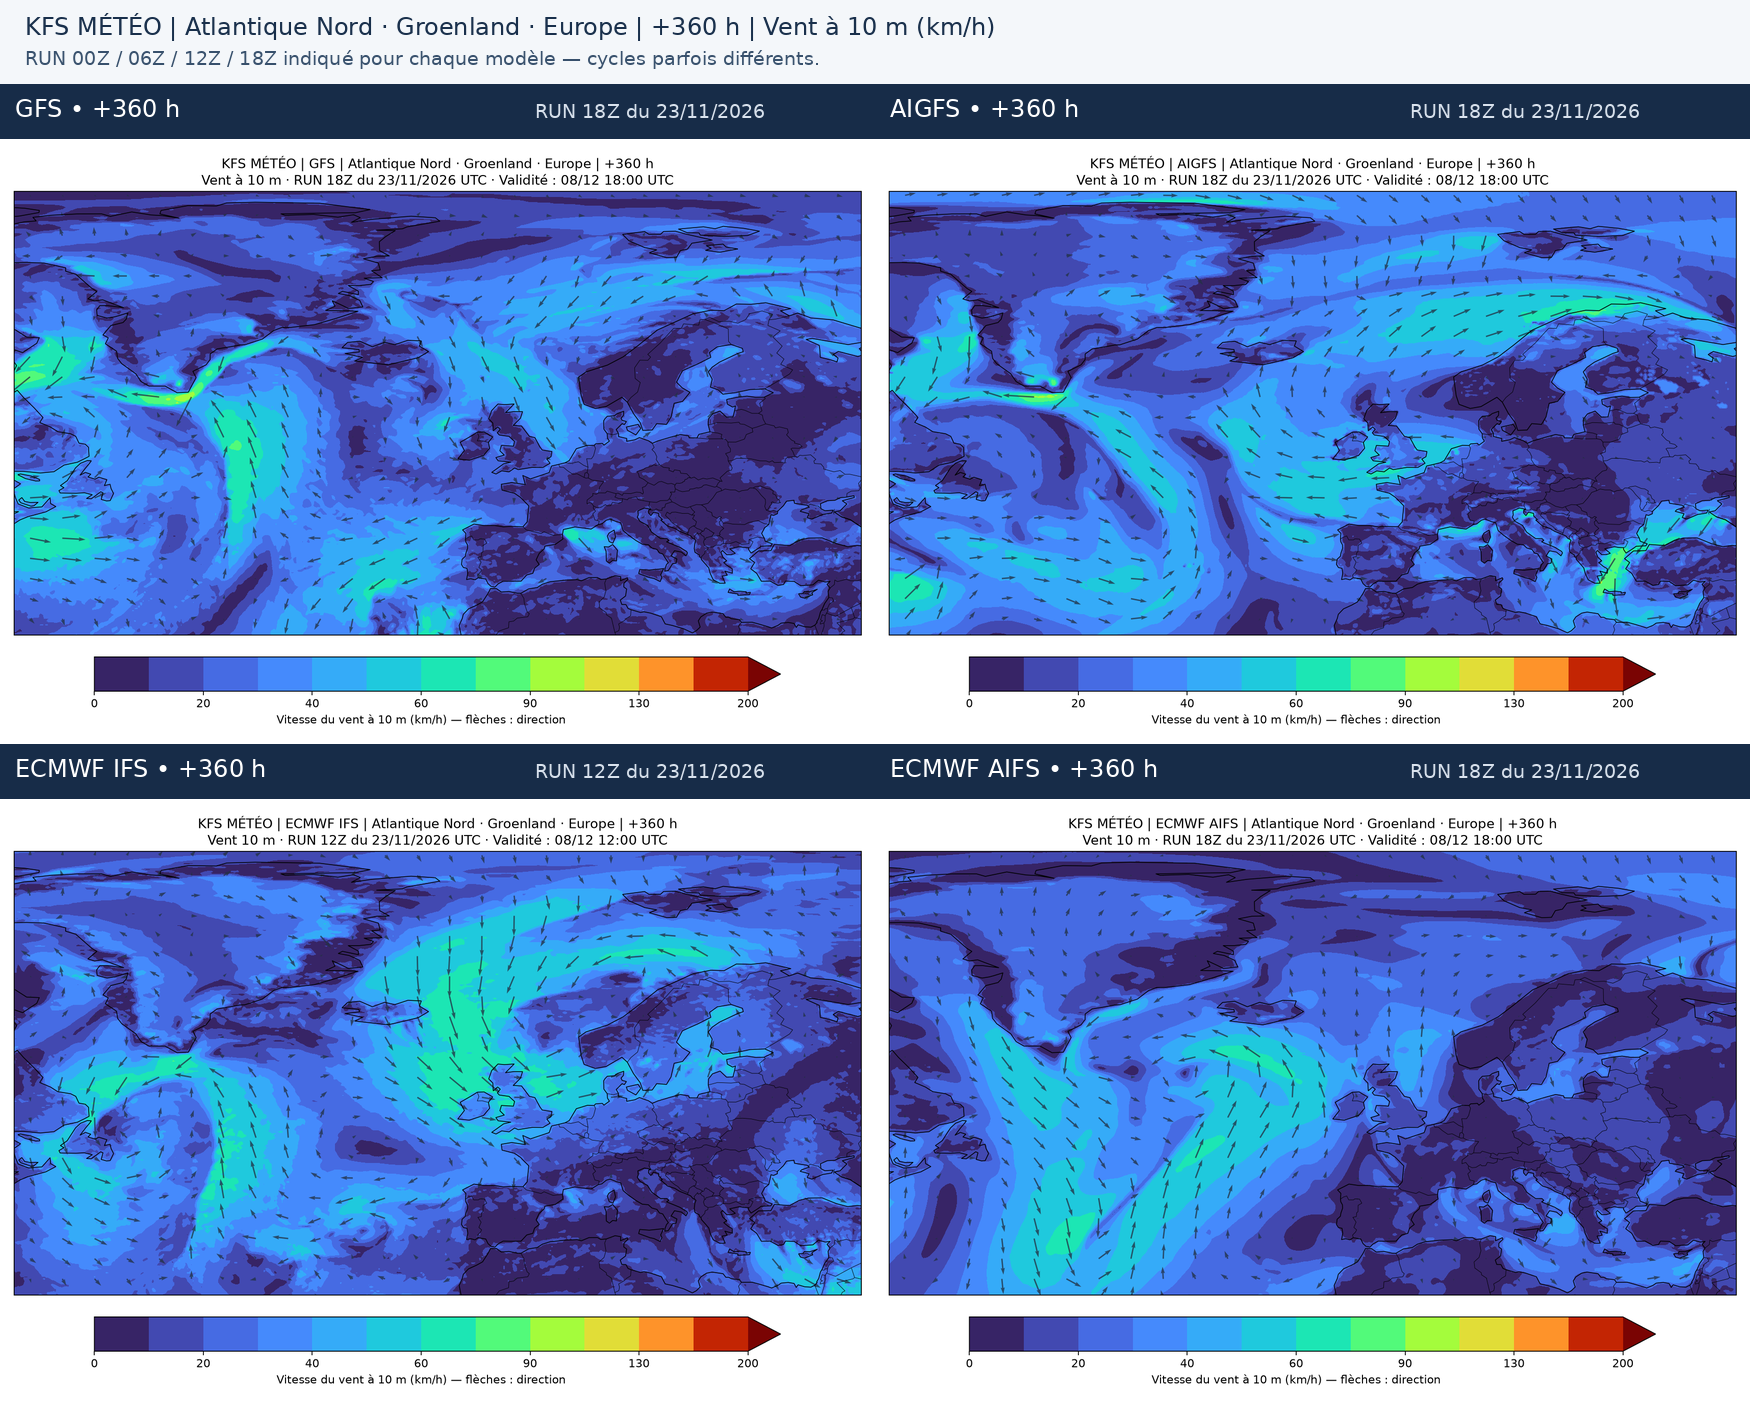 KFS MÉTÉO | Atlantique Nord · Groenland · Europe | +360 h | Vent à 10 m (km/h)
RUN 00Z / 06Z / 12Z / 18Z indiqué pour chaque modèle — cycles parfois différents.
GFS • +360 h
RUN 18Z du 23/11/2026
KFS MÉTÉO | GFS | Atlantique Nord · Groenland · Europe | +360 h
Vent à 10 m · RUN 18Z du 23/11/2026 UTC · Validité : 08/12 18:00 UTC
0 20 40 60 90 130 200
Vitesse du vent à 10 m (km/h) — flèches : direction
AIGFS • +360 h
RUN 18Z du 23/11/2026
KFS MÉTÉO | AIGFS | Atlantique Nord · Groenland · Europe | +360 h
Vent à 10 m · RUN 18Z du 23/11/2026 UTC · Validité : 08/12 18:00 UTC
0 20 40 60 90 130 200
Vitesse du vent à 10 m (km/h) — flèches : direction
ECMWF IFS • +360 h
RUN 12Z du 23/11/2026
KFS MÉTÉO | ECMWF IFS | Atlantique Nord · Groenland · Europe | +360 h
Vent 10 m · RUN 12Z du 23/11/2026 UTC · Validité : 08/12 12:00 UTC
0 20 40 60 90 130 200
Vitesse du vent à 10 m (km/h) — flèches : direction
ECMWF AIFS • +360 h
RUN 18Z du 23/11/2026
KFS MÉTÉO | ECMWF AIFS | Atlantique Nord · Groenland · Europe | +360 h
Vent 10 m · RUN 18Z du 23/11/2026 UTC · Validité : 08/12 18:00 UTC
0 20 40 60 90 130 200
Vitesse du vent à 10 m (km/h) — flèches : direction